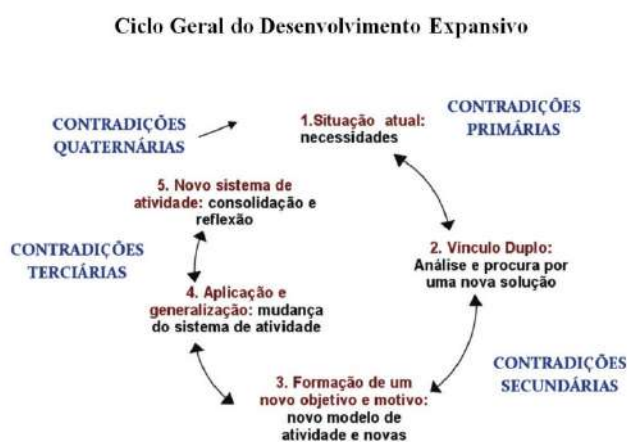 Ciclo Geral do Desenvolvimento Expansivo
CONTRADIÇÕES
QUATERNÁRIAS
1.Situação atual:
necessidades
CONTRADIÇÕES
PRIMÁRIAS
2. Vínculo Duplo:
Análise e procura por
uma nova solução
CONTRADIÇÕES
SECUNDÁRIAS
3. Formação de um
novo objetivo e motivo:
novo modelo de
atividade e novas
4. Aplicação e
generalização: mudança
do sistema de atividade
CONTRADIÇÕES
TERCIÁRIAS
5. Novo sistema de
atividade: consolidação e
reflexão